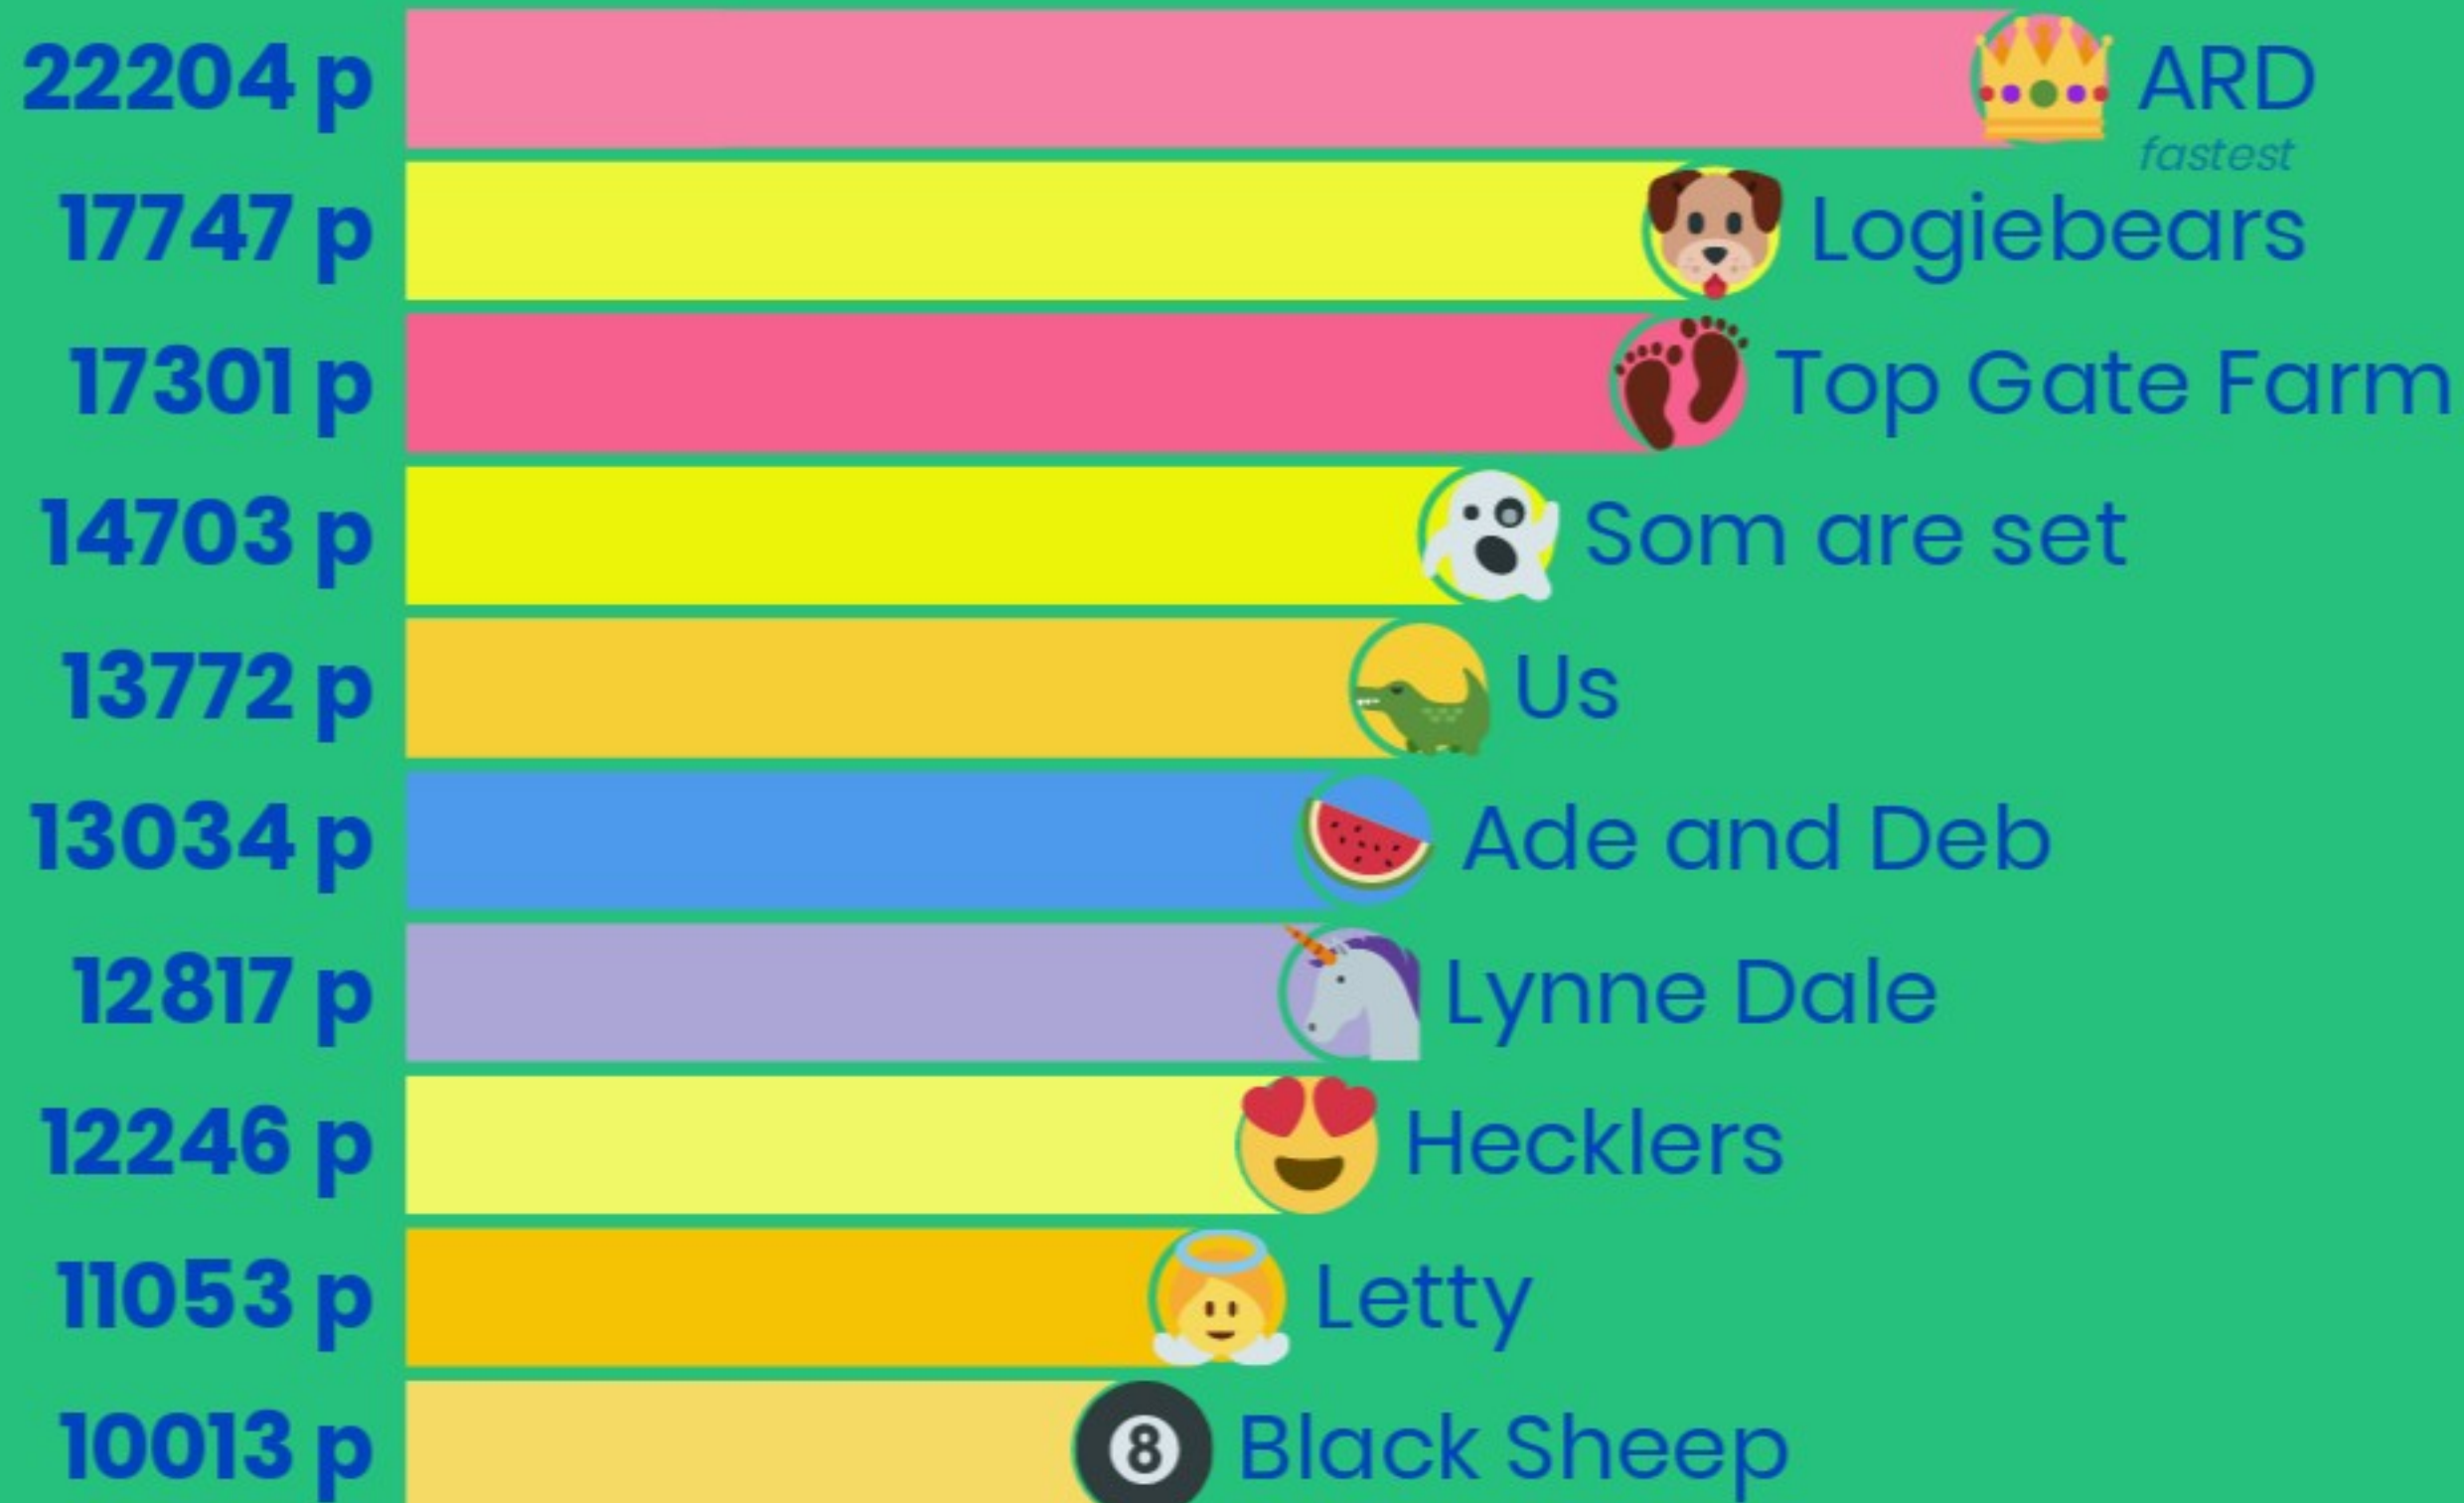 22204 p ARD
fastest
17747 p Logiebears
17301 p Top Gate Farm
14703 p Som are set
13772 p Us
13034 p Ade and Deb
12817 p Lynne Dale
12246 p Hecklers
11053 p Letty
10013 p 8 Black Sheep